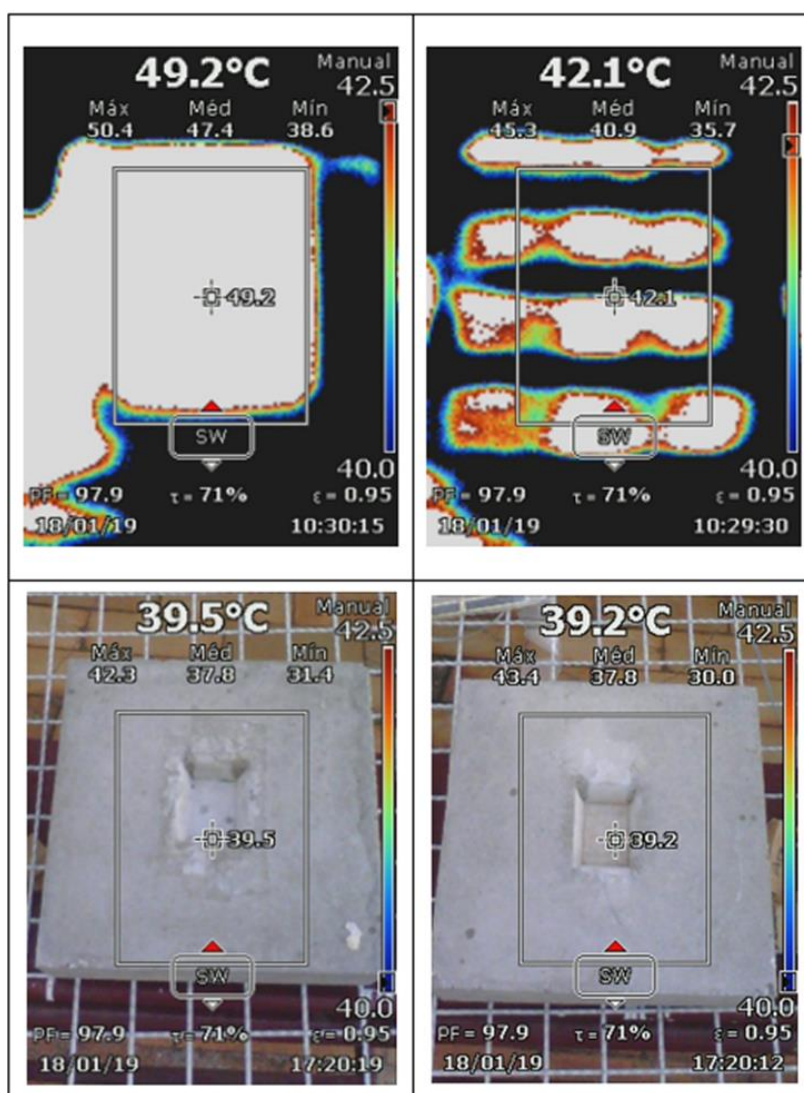 49.2°C
Manual
42.5
Máx Méd Mín
50.4 47.4 38.6
49.2
SW
40.0
PF = 97.9 τ = 71% ε = 0.95
18/01/19 10:30:15
42.1°C
Manual
42.5
Máx Méd Mín
45.3 40.9 35.7
42.1
SW
40.0
PF = 97.9 τ = 71% ε = 0.95
18/01/19 10:29:30
39.5°C
Manual
42.5
Máx Méd Mín
42.3 37.8 31.4
39.5
SW
40.0
PF = 97.9 τ = 71% ε = 0.95
18/01/19 17:20:19
39.2°C
Manual
42.5
Máx Méd Mín
43.4 37.8 30.0
39.2
SW
40.0
PF = 97.9 τ = 71% ε = 0.95
18/01/19 17:20:12